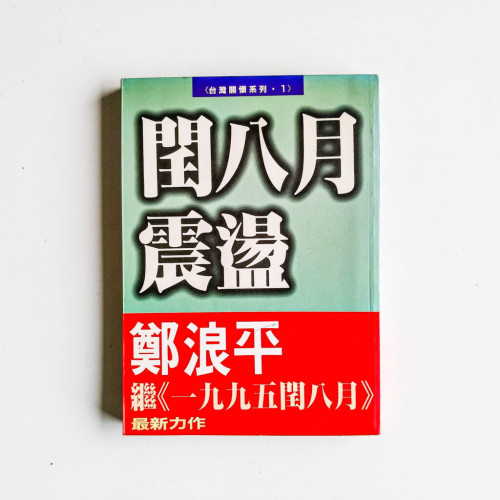 《台灣關懷系列·1》
閏八月
震盪
鄭浪平
繼《一九九五閏八月》
最新力作